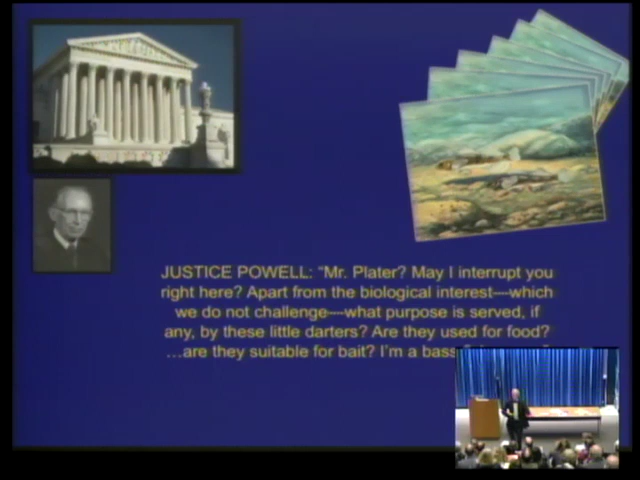 JUSTICE POWELL: “Mr. Plater? May I interrupt you
right here? Apart from the biological interest—which
we do not challenge—what purpose is served, if
any, by these little darters? Are they used for food?
…are they suitable for bait? I’m a bass